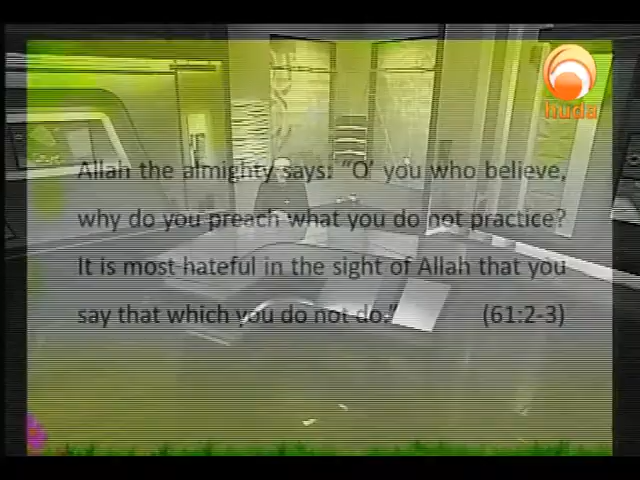 huda
Allah the almighty says: "O' you who believe,
why do you preach what you do not practice?
It is most hateful in the sight of Allah that you
say that which you do not do." (61:2-3)